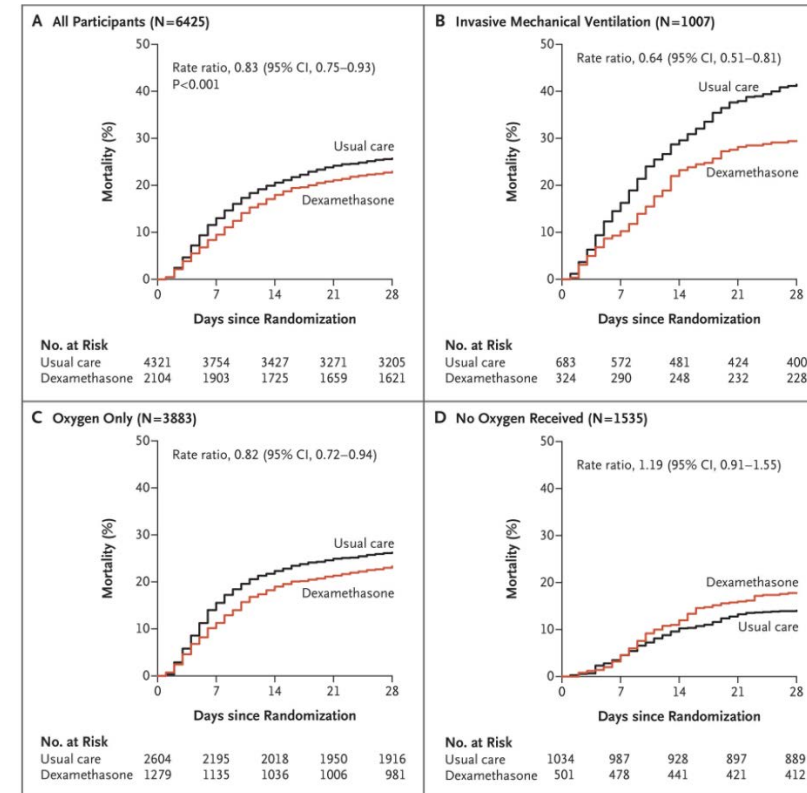 A All Participants (N=6425)
Rate ratio, 0.83 (95% CI, 0.75–0.93)
P<0.001
Mortality (%)
50
40
30
20
10
0
Usual care
Dexamethasone
0 7 14 21 28
Days since Randomization
No. at Risk
Usual care 4321 3754 3427 3271 3205
Dexamethasone 2104 1903 1725 1659 1621
B Invasive Mechanical Ventilation (N=1007)
Rate ratio, 0.64 (95% CI, 0.51–0.81)
Mortality (%)
50
40
30
20
10
0
Usual care
Dexamethasone
0 7 14 21 28
Days since Randomization
No. at Risk
Usual care 683 572 481 424 400
Dexamethasone 324 290 248 232 228
C Oxygen Only (N=3883)
Rate ratio, 0.82 (95% CI, 0.72–0.94)
Mortality (%)
50
40
30
20
10
0
Usual care
Dexamethasone
0 7 14 21 28
Days since Randomization
No. at Risk
Usual care 2604 2195 2018 1950 1916
Dexamethasone 1279 1135 1036 1006 981
D No Oxygen Received (N=1535)
Rate ratio, 1.19 (95% CI, 0.91–1.55)
Mortality (%)
50
40
30
20
10
0
Dexamethasone
Usual care
0 7 14 21 28
Days since Randomization
No. at Risk
Usual care 1034 987 928 897 889
Dexamethasone 501 478 441 421 412